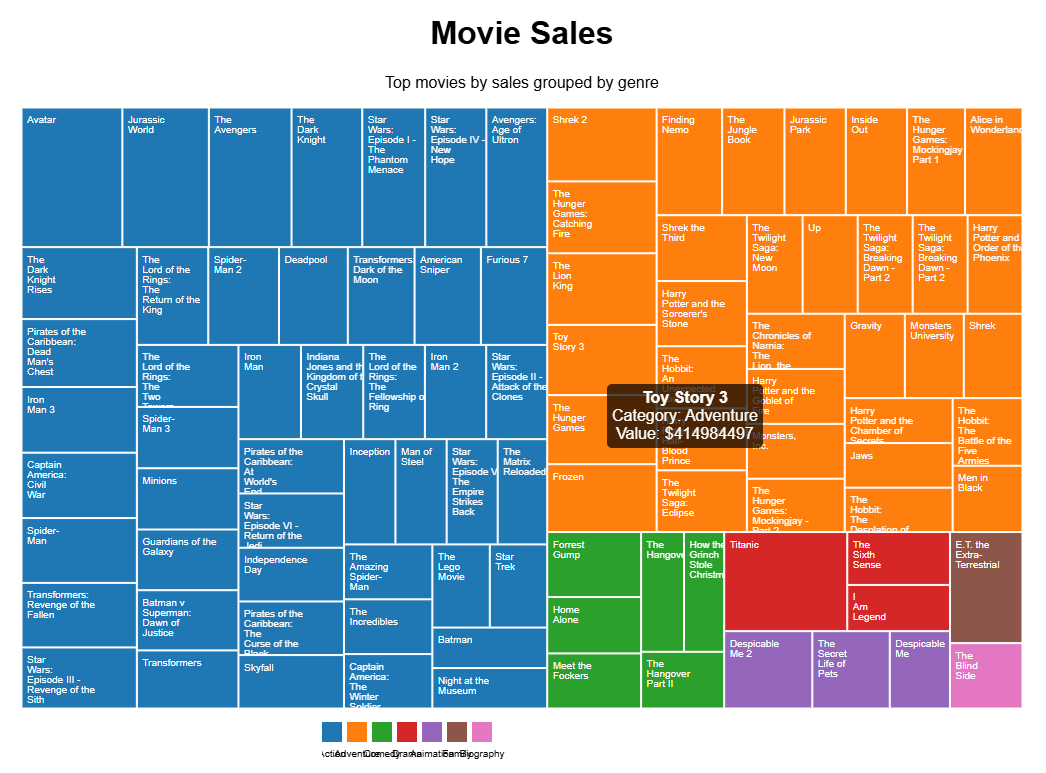 Movie Sales
Top movies by sales grouped by genre
Avatar
Jurassic
World
The
Avengers
The
Dark
Knight
Star
Wars:
Episode I -
The
Phantom
Menace
Star
Wars:
Episode IV -
New
Hope
Avengers:
Age of
Ultron
The
Dark
Knight
Rises
The
Lord of the
Rings:
The
Return of the
King
Spider-
Man 2
Deadpool
Transformers:
Dark of the
Moon
American
Sniper
Furious 7
Pirates of the
Caribbean:
Dead
Man's
Chest
The
Lord of the
Rings:
The
Two
Iron
Man
Indiana
Jones and th
Kingdom of t
Crystal
Skull
The
Lord of the
Rings:
The
Fellowship o
Ring
Iron
Man 2
Star
Wars:
Episode II -
Attack of the
Clones
Iron
Man 3
Spider-
Man 3
Captain
America:
Civil
War
Minions
Pirates of the
Caribbean:
At
World's
End
Inception
Man of
Steel
Star
Wars:
Episode V
The
Empire
Strikes
Back
The
Matrix
Reloaded
Star
Wars:
Episode VI -
Return of the
Jedi
Spider-
Man
Guardians of the
Galaxy
Independence
Day
The
Amazing
Spider-
Man
The
Lego
Movie
Star
Trek
Transformers:
Revenge of the
Fallen
Batman v
Superman:
Dawn of
Justice
Pirates of the
Caribbean:
The
Curse of the
Black
The
Incredibles
Batman
Star
Wars:
Episode III -
Revenge of the
Sith
Transformers
Skyfall
Captain
America:
The
Winter
Soldier
Night at the
Museum
Shrek 2
Finding
Nemo
The
Jungle
Book
Jurassic
Park
Inside
Out
The
Hunger
Games:
Mockingjay
Part 1
Alice in
Wonderland
The
Hunger
Games:
Catching
Fire
Shrek the
Third
The
Twilight
Saga:
New
Moon
Up
The
Twilight
Saga:
Breaking
Dawn -
Part 2
The
Twilight
Saga:
Breaking
Dawn -
Part 2
Harry
Potter and
Order of th
Phoenix
The
Lion
King
Harry
Potter and the
Sorcerer's
Stone
The
Chronicles of
Narnia:
The
Lion, the
Gravity
Monsters
University
Shrek
Toy
Story 3
The
Hobbit:
An
Unexpected
Harry
Potter and the
Goblet of
Fire
Toy Story 3
Category: Adventure
Value: $414984497
The
Hunger
Games
Blood
Prince
Monsters,
Inc.
Harry
Potter and the
Chamber of
Secrets
The
Hobbit:
The
Battle of the
Five
Armies
Jaws
Frozen
The
Twilight
Saga:
Eclipse
The
Hunger
Games:
Mockingjay -
Part 2
The
Hobbit:
The
Desolation of
Men in
Black
Forrest
Gump
The
Hangove
How the
Grinch
Stole
Christm
Home
Alone
Meet the
Fockers
The
Hangover
Part II
Titanic
The
Sixth
Sense
I
Am
Legend
E.T. the
Extra-
Terrestrial
Despicable
Me 2
The
Secret
Life of
Pets
Despicable
Me
The
Blind
Side
Action Adventure Comedy Drama Animation Family Biography